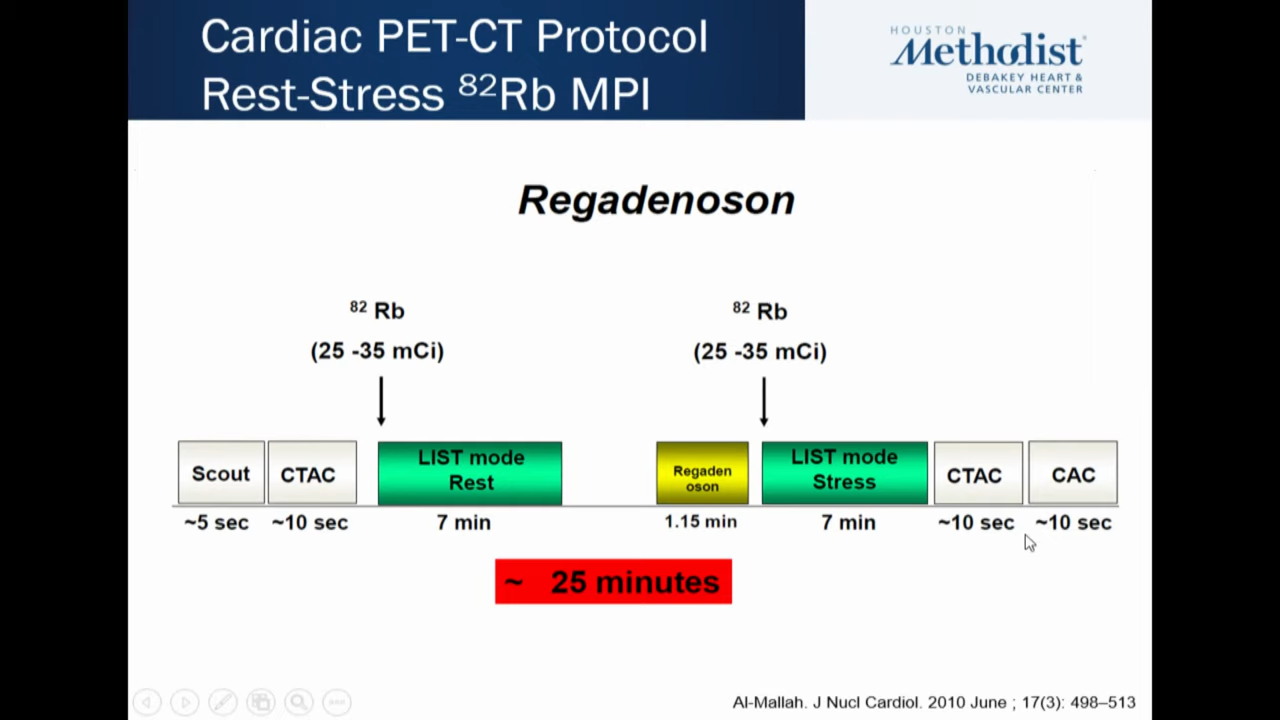 Cardiac PET-CT Protocol
Rest-Stress ⁸²Rb MPI
HOUSTON
Methodist
DEBAKEY HEART &
VASCULAR CENTER
Regadenoson
⁸² Rb
(25 -35 mCi)
⁸² Rb
(25 -35 mCi)
Scout
CTAC
LIST mode
Rest
Regaden
oson
LIST mode
Stress
CTAC
CAC
~5 sec
~10 sec
7 min
1.15 min
7 min
~10 sec
~10 sec
~ 25 minutes
Al-Mallah. J Nucl Cardiol. 2010 June ; 17(3): 498–513